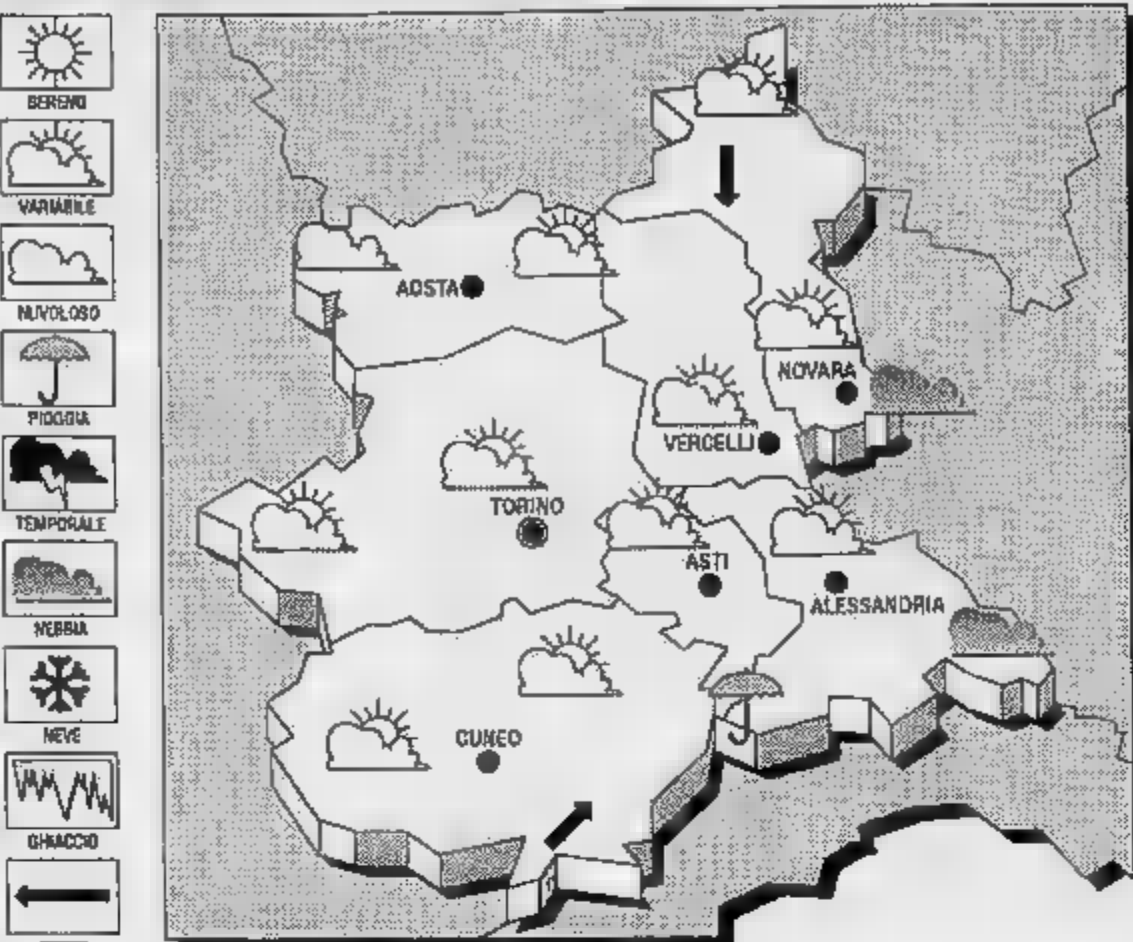 SERENO
VARIABILE
NUVOLOSO
PIOGGIA
TEMPORALE
NEBBIA
NEVE
GHIACCIO
AOSTA
NOVARA
VERCELLI
TORINO
ASTI
ALESSANDRIA
CUNEO